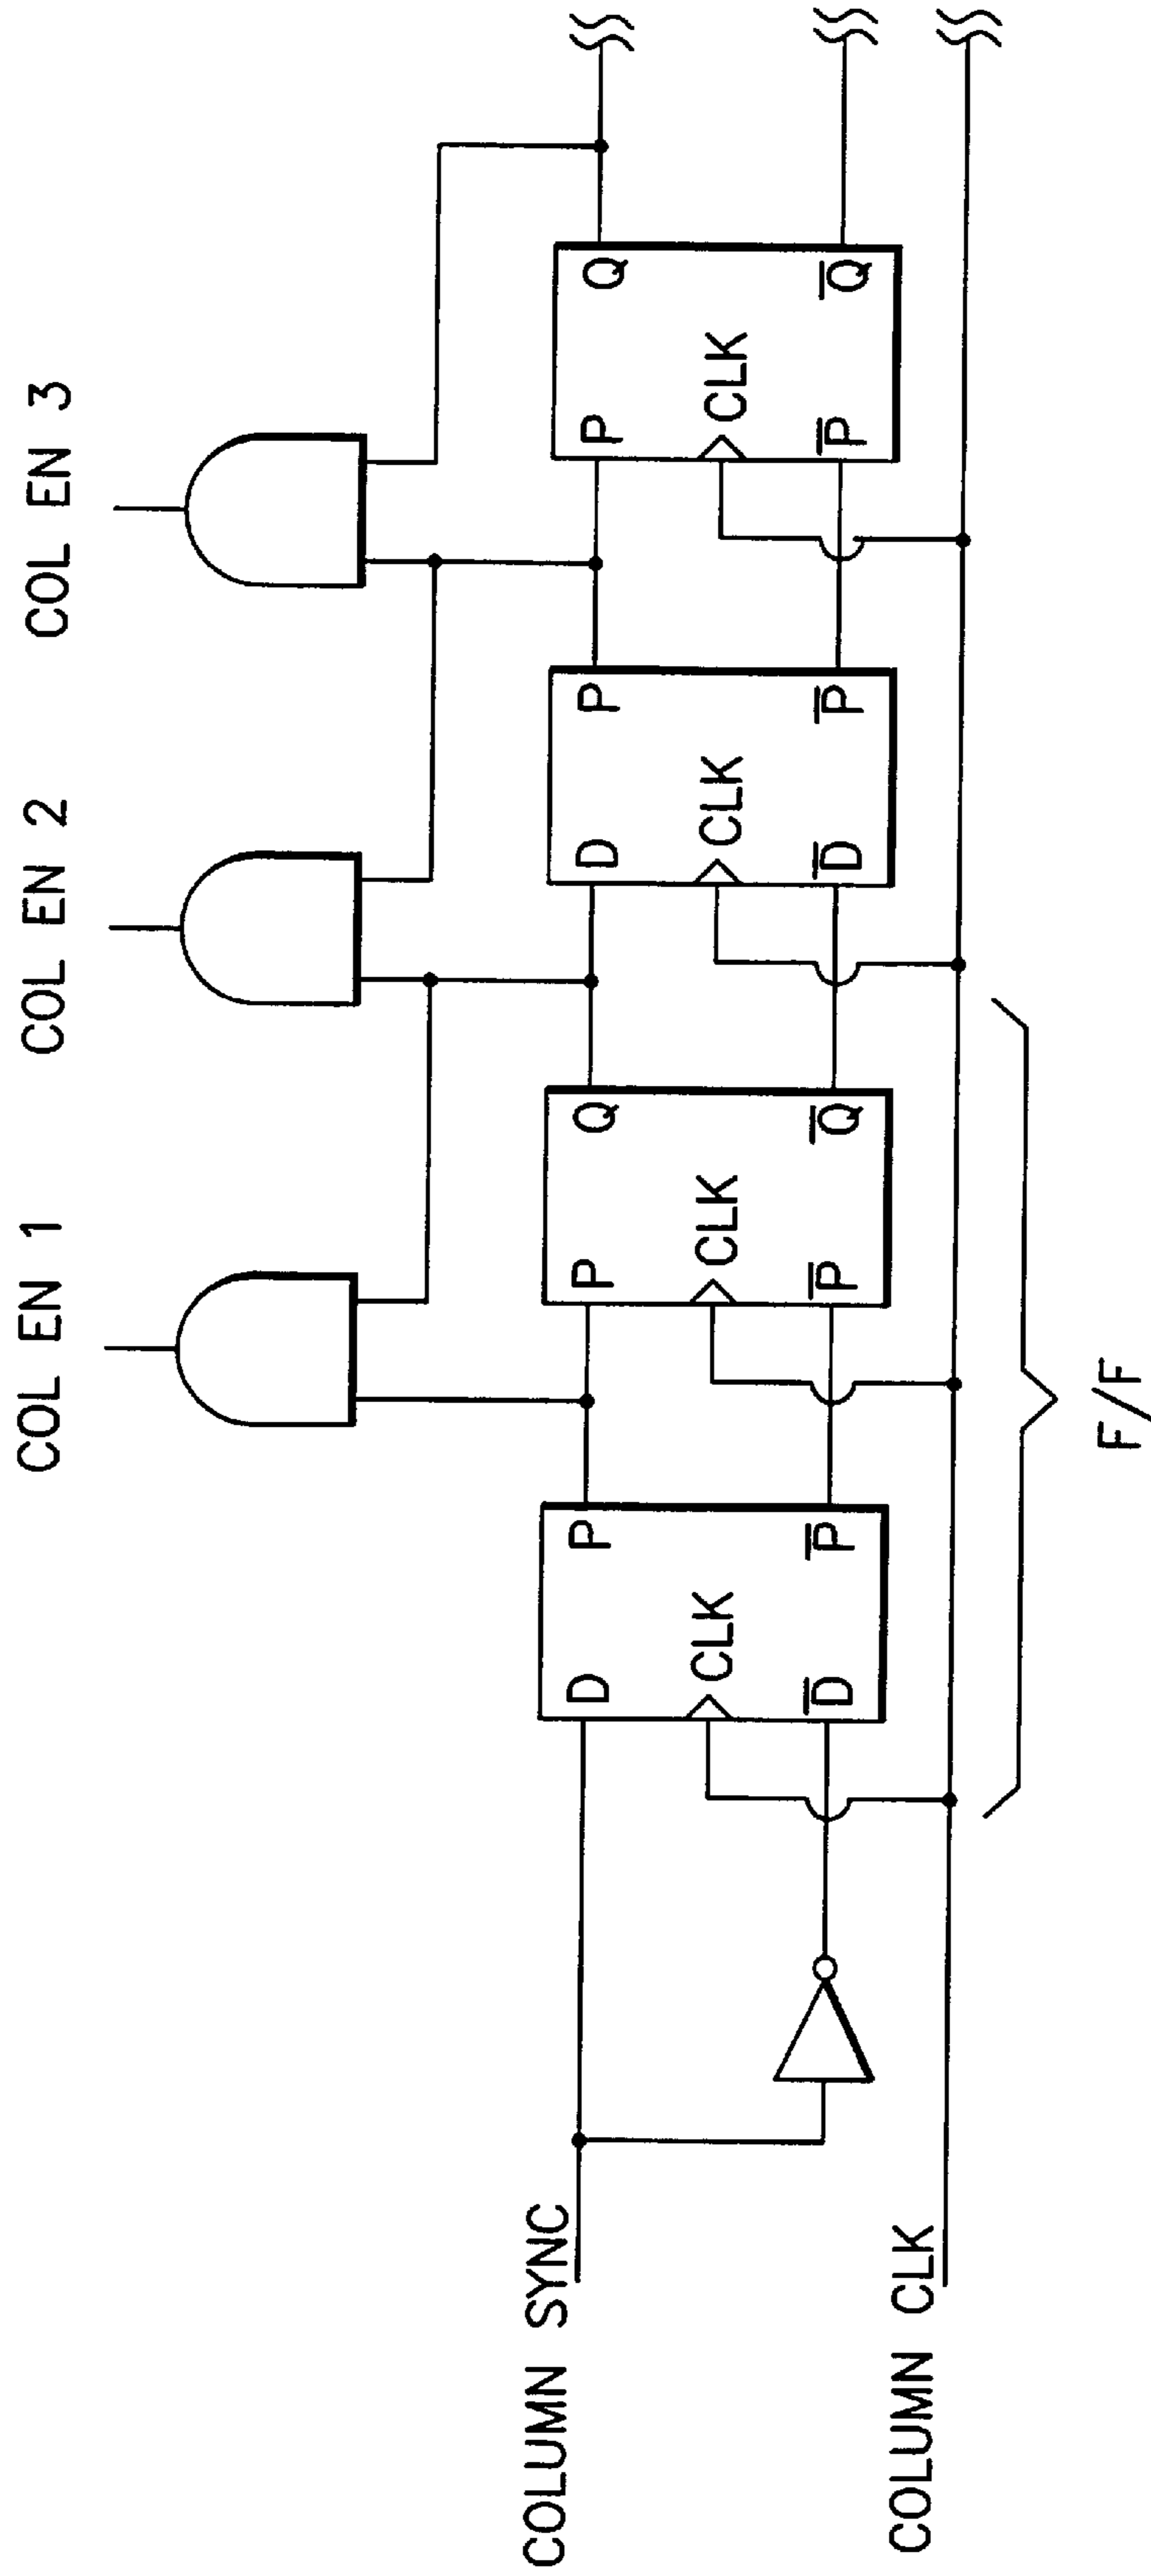 COL EN 1
COL EN 2
COL EN 3
COLUMN SYNC
COLUMN CLK
D
CLK
D̅
P
P̅
P
CLK
P̅
Q
Q̅
D
CLK
D̅
P
P̅
P
CLK
P̅
Q
Q̅
F/F